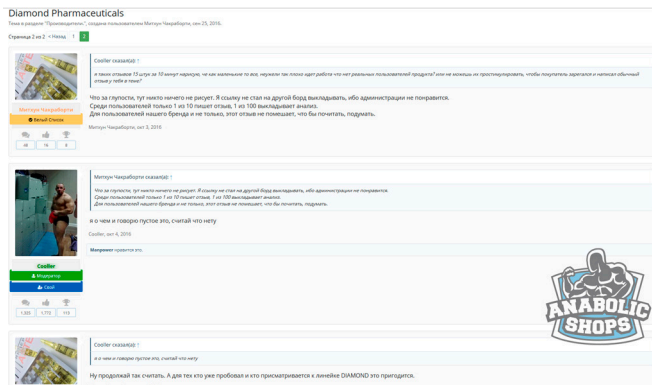 Diamond Pharmaceuticals
Тема в разделе "Производители.", создана пользователем Митхун Чакраборти, сен 25, 2016.
Страница 2 из 2 < Назад 1 2
Cooller сказал(а): ↑
я таких отзывов 15 штук за 10 минут нарисую, че как маленькие то все, неужели так плохо идет работа что нет реальных пользователей продукта? или не можешь их простимулировать, чтобы покупатель зарегался и написал обычный
отзыв у тебя в теме?
Что за глупости, тут никто ничего не рисует. Я ссылку не стал на другой борд выкладывать, ибо администрации не понравится.
Среди пользователей только 1 из 10 пишет отзыв, 1 из 100 выкладывает анализ.
Для пользователей нашего бренда и не только, этот отзыв не помешает, что бы почитать, подумать.
Митхун Чакраборти
Белый Список
48 16 8
Митхун Чакраборти, окт 3, 2016
Митхун Чакраборти сказал(а): ↑
Что за глупости, тут никто ничего не рисует. Я ссылку не стал на другой борд выкладывать, ибо администрации не понравится.
Среди пользователей только 1 из 10 пишет отзыв, 1 из 100 выкладывает анализ.
Для пользователей нашего бренда и не только, этот отзыв не помешает, что бы почитать, подумать.
я о чем и говорю пустое это, считай что нету
Cooller, окт 4, 2016
нравится это.
Cooller
Модератор
Свой
113
ANABOLIC
SHOPS
Cooller сказал(а): ↑
я о чем и говорю пустое это, считай что нету
Ну продолжай так считать. А для тех кто уже пробовал и кто присматривается к линейке DIAMOND это пригодится.